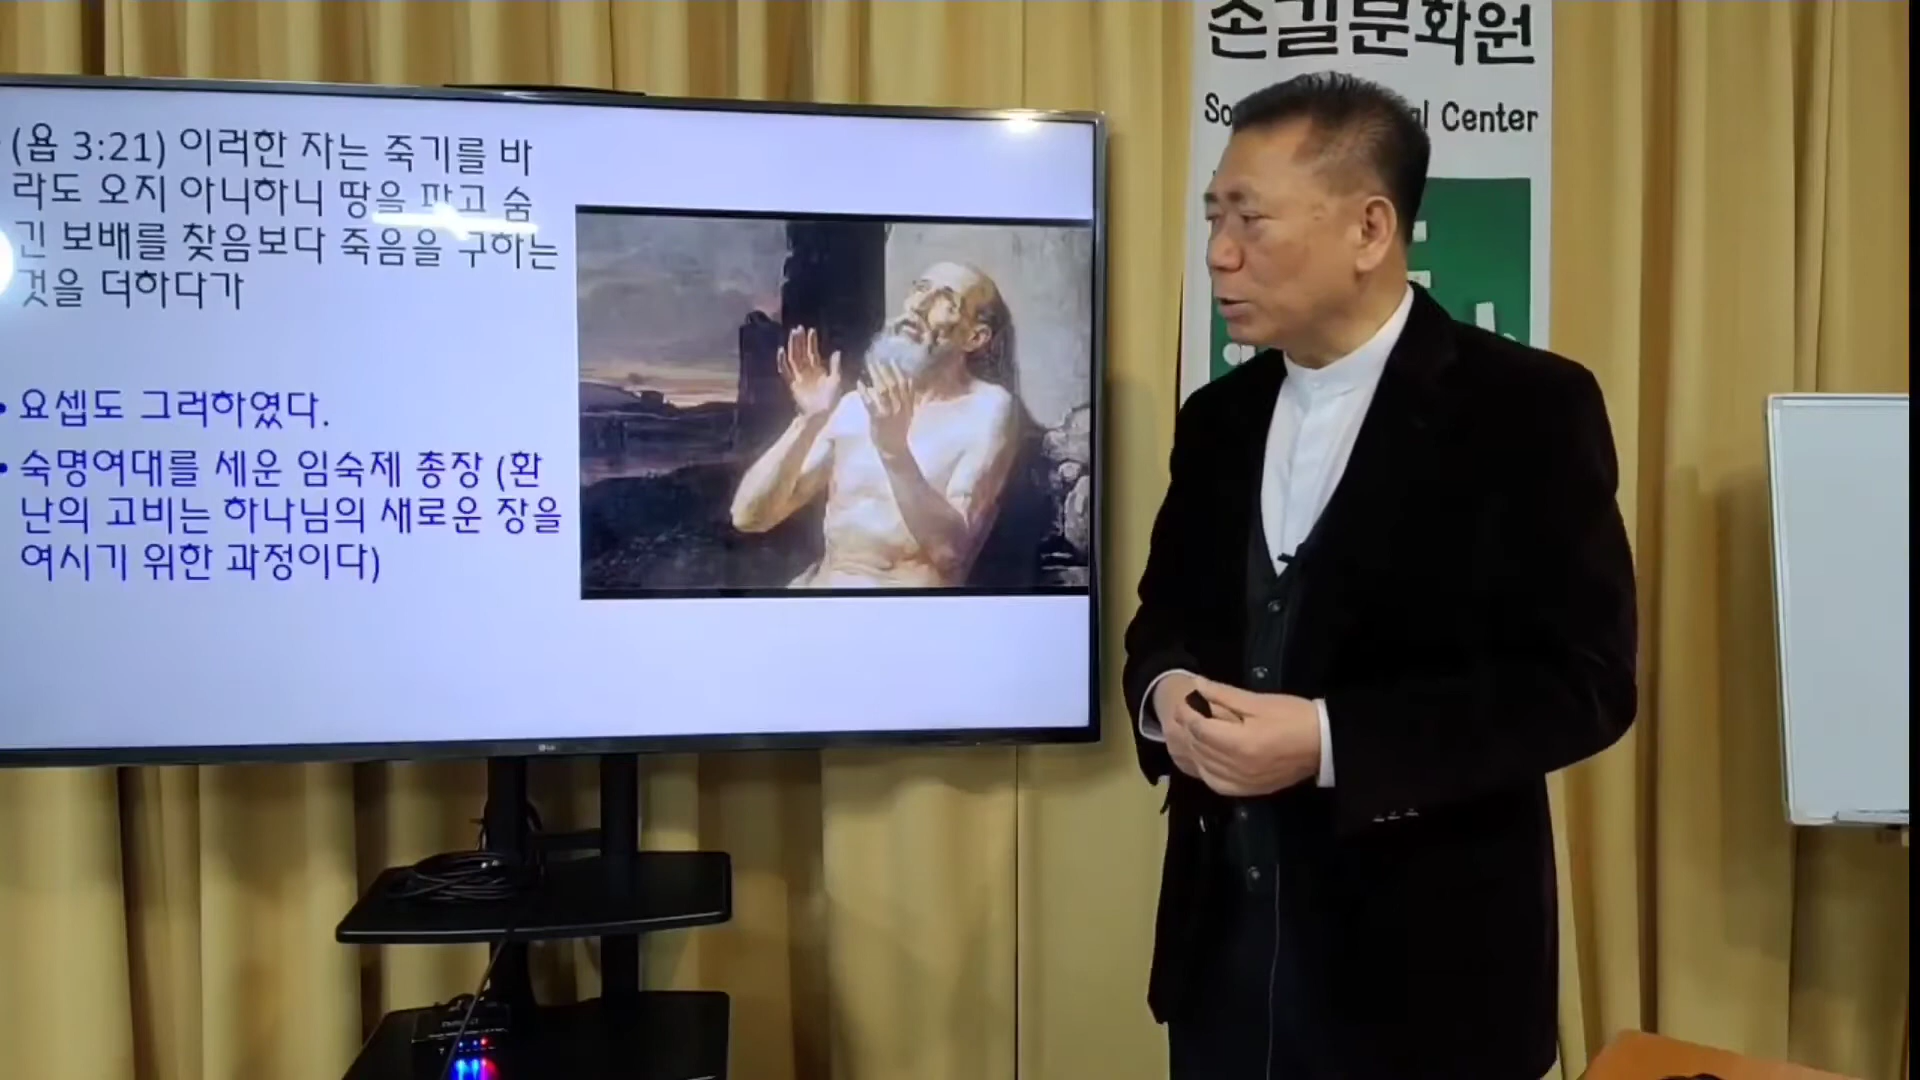 손길문화원
Center
(욥 3:21) 이러한 자는 죽기를 바
라도 오지 아니하니 땅을 파고 숨
긴 보배를 찾음보다 죽음을 구하는
것을 더하다가
• 요셉도 그러하였다.
• 숙명여대를 세운 임숙제 총장 (환
난의 고비는 하나님의 새로운 장을
여시기 위한 과정이다)
LG